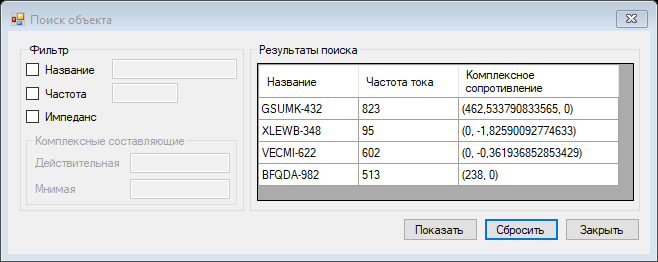 Поиск объекта
Фильтр
Название
Частота
Импеданс
Комплексные составляющие
Действительная
Мнимая
Результаты поиска
Название Частота тока Комплексное сопротивление
GSUMK-432 823 (462,533790833565, 0)
XLEWB-348 95 (0, -1,82590092774633)
VECMI-622 602 (0, -0,361936852853429)
BFQDA-982 513 (238, 0)
Показать Сбросить Закрыть